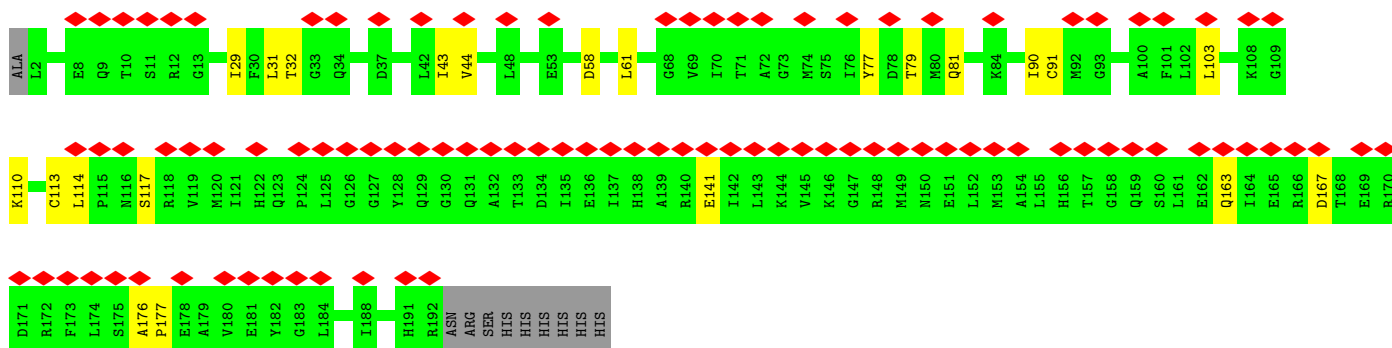 ALA L2 E8 Q9 T10 S11 R12 G13 I29 F30 L31 T32 G33 Q34 D37 L42 I43 V44 L48 E53 D58 L61 G68 V69 I70 T71 A72 G73 M74 S75 I76 Y77 D78 T79 M80 Q81 K84 I90 C91 M92 G93 A100 F101 L102 L103 K108 G109
K110 C113 L114 P115 N116 S117 R118 V119 M120 I121 H122 Q123 P124 L125 G126 G127 Y128 Q129 G130 Q131 A132 T133 D134 I135 E136 I137 H138 A139 R140 E141 I142 L143 K144 V145 K146 G147 R148 M149 N150 E151 L152 M153 A154 L155 H156 T157 G158 Q159 S160 L161 E162 Q163 I164 E165 R166 D167 T168 E169 R170
D171 R172 F173 L174 S175 A176 P177 E178 A179 V180 E181 Y182 G183 L184 I188 H191 R192 ASN ARG SER HIS HIS HIS HIS HIS HIS